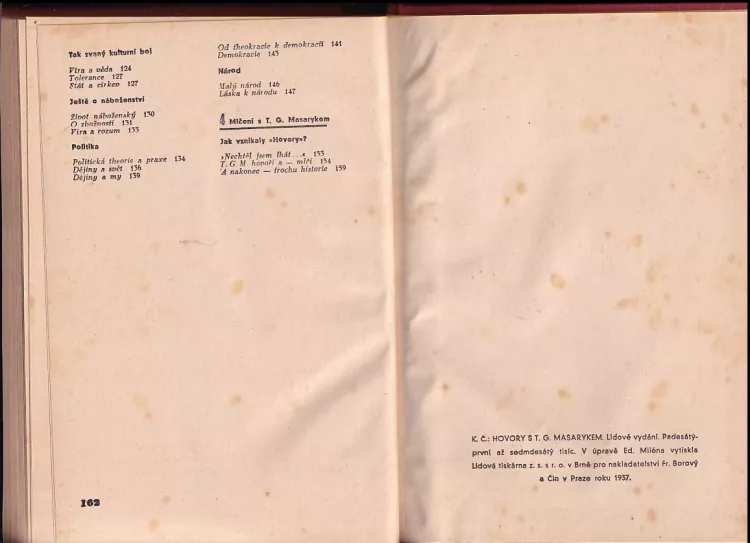 Tak zvaný kulturní boj
Víra a věda 124
Tolerance 127
Stát a církev 127
Ještě o náboženství
Život náboženský 130
O zbožnosti 131
Víra a rozum 133
Politika
Politická theorie a praxe 134
Dějiny a svět 136
Dějiny a my 139
Od theokracie k demokracii 141
Demokracie 143
Národ
Malý národ 146
Láska k národu 147
4 Mlčení s T. G. Masarykem
Jak vznikaly »Hovory«?
»Nechtěl jsem lhát...« 153
T. G. M. hovoří a — mlčí 154
A nakonec — trochu historie 159
162
K. Č.: HOVORY S T. G. MASARYKEM. Lidové vydání. Padesátý-
první až sedmdesátý tisíc. V úpravě Ed. Miléna vytiskla
Lidová tiskárna z. s. s r. o. v Brně pro nakladatelství Fr. Borový
a Čin v Praze roku 1937.